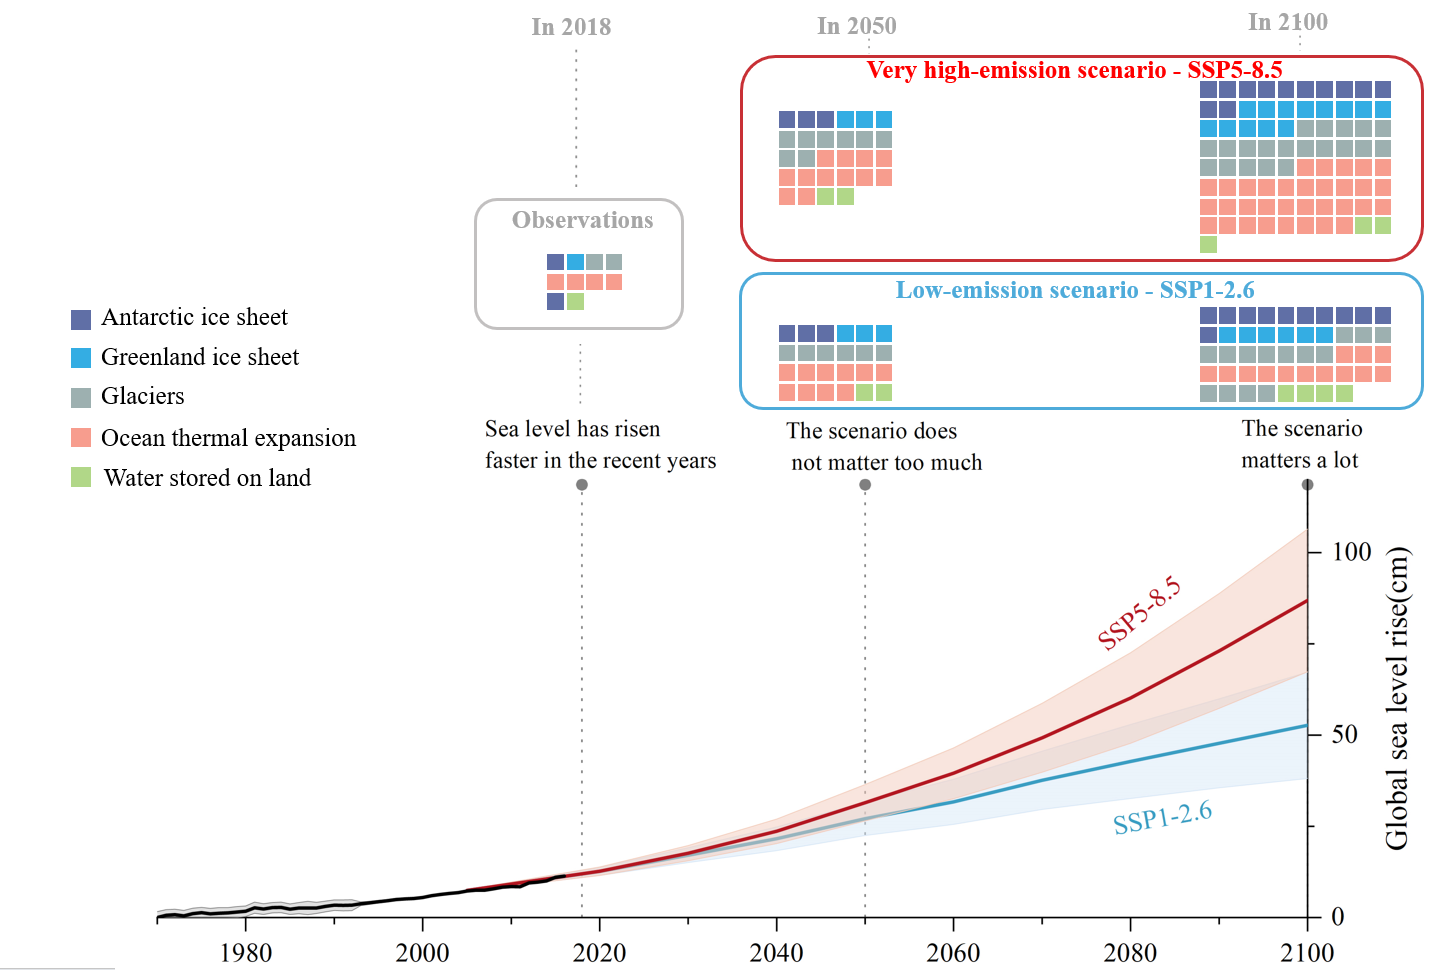 In 2018
In 2050
In 2100
Very high-emission scenario - SSP5-8.5
Observations
Low-emission scenario - SSP1-2.6
Antarctic ice sheet
Greenland ice sheet
Glaciers
Ocean thermal expansion
Water stored on land
Sea level has risen
faster in the recent years
The scenario does
not matter too much
The scenario
matters a lot
SSP5-8.5
SSP1-2.6
100
50
0
Global sea level rise(cm)
1980
2000
2020
2040
2060
2080
2100